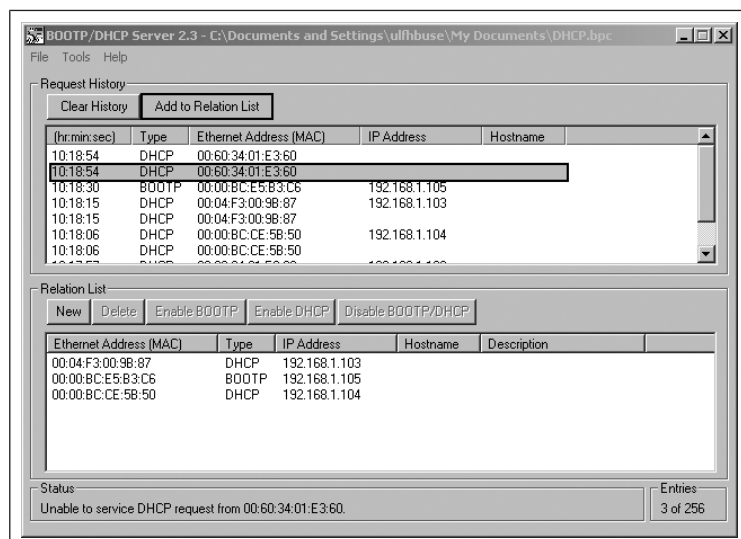 BOOTP/DHCP Server 2.3 - C:\Documents and Settings\ulfhbuse\My Documents\DHCP.bpc
File Tools Help
Request History
Clear History Add to Relation List
(hr:min:sec) Type Ethernet Address (MAC) IP Address Hostname
10:18:54 DHCP 00:60:34:01:E3:60
10:18:54 DHCP 00:60:34:01:E3:60
10:18:30 BOOTP 00:00:BC:E5:B3:C6 192.168.1.105
10:18:15 DHCP 00:04:F3:00:9B:87 192.168.1.103
10:18:15 DHCP 00:04:F3:00:9B:87
10:18:06 DHCP 00:00:BC:CE:5B:50 192.168.1.104
10:18:06 DHCP 00:00:BC:CE:5B:50
Relation List
New Delete Enable BOOTP Enable DHCP Disable BOOTP/DHCP
Ethernet Address (MAC) Type IP Address Hostname Description
00:04:F3:00:9B:87 DHCP 192.168.1.103
00:00:BC:E5:B3:C6 BOOTP 192.168.1.105
00:00:BC:CE:5B:50 DHCP 192.168.1.104
Status
Unable to service DHCP request from 00:60:34:01:E3:60.
Entries
3 of 256